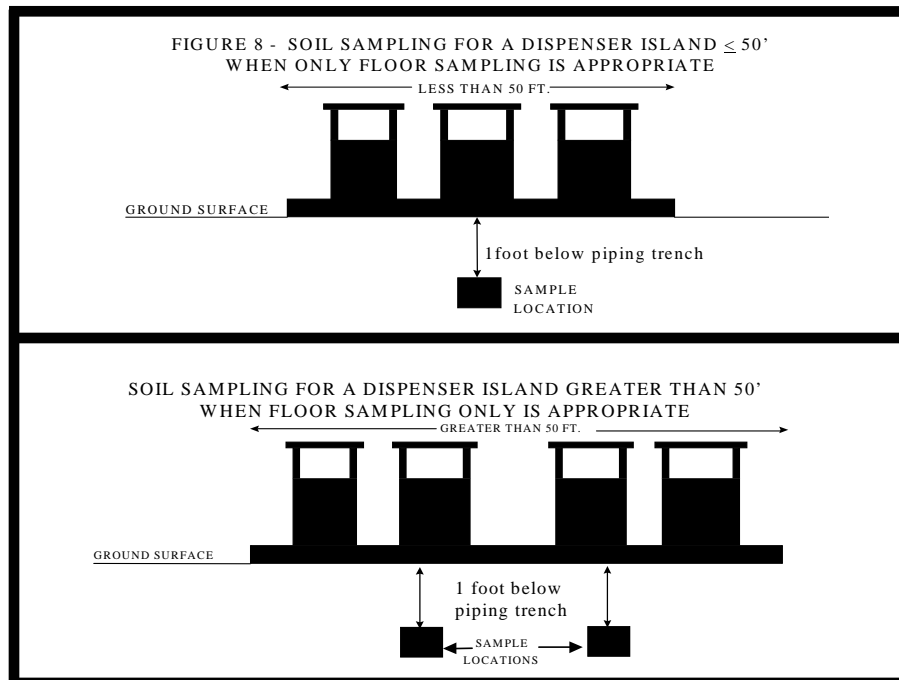 FIGURE 8 - SOIL SAMPLING FOR A DISPENSER ISLAND ≤ 50'
WHEN ONLY FLOOR SAMPLING IS APPROPRIATE
LESS THAN 50 FT.
GROUND SURFACE
1foot below piping trench
SAMPLE
LOCATION
SOIL SAMPLING FOR A DISPENSER ISLAND GREATER THAN 50'
WHEN FLOOR SAMPLING ONLY IS APPROPRIATE
GREATER THAN 50 FT.
GROUND SURFACE
1 foot below
piping trench
SAMPLE
LOCATIONS